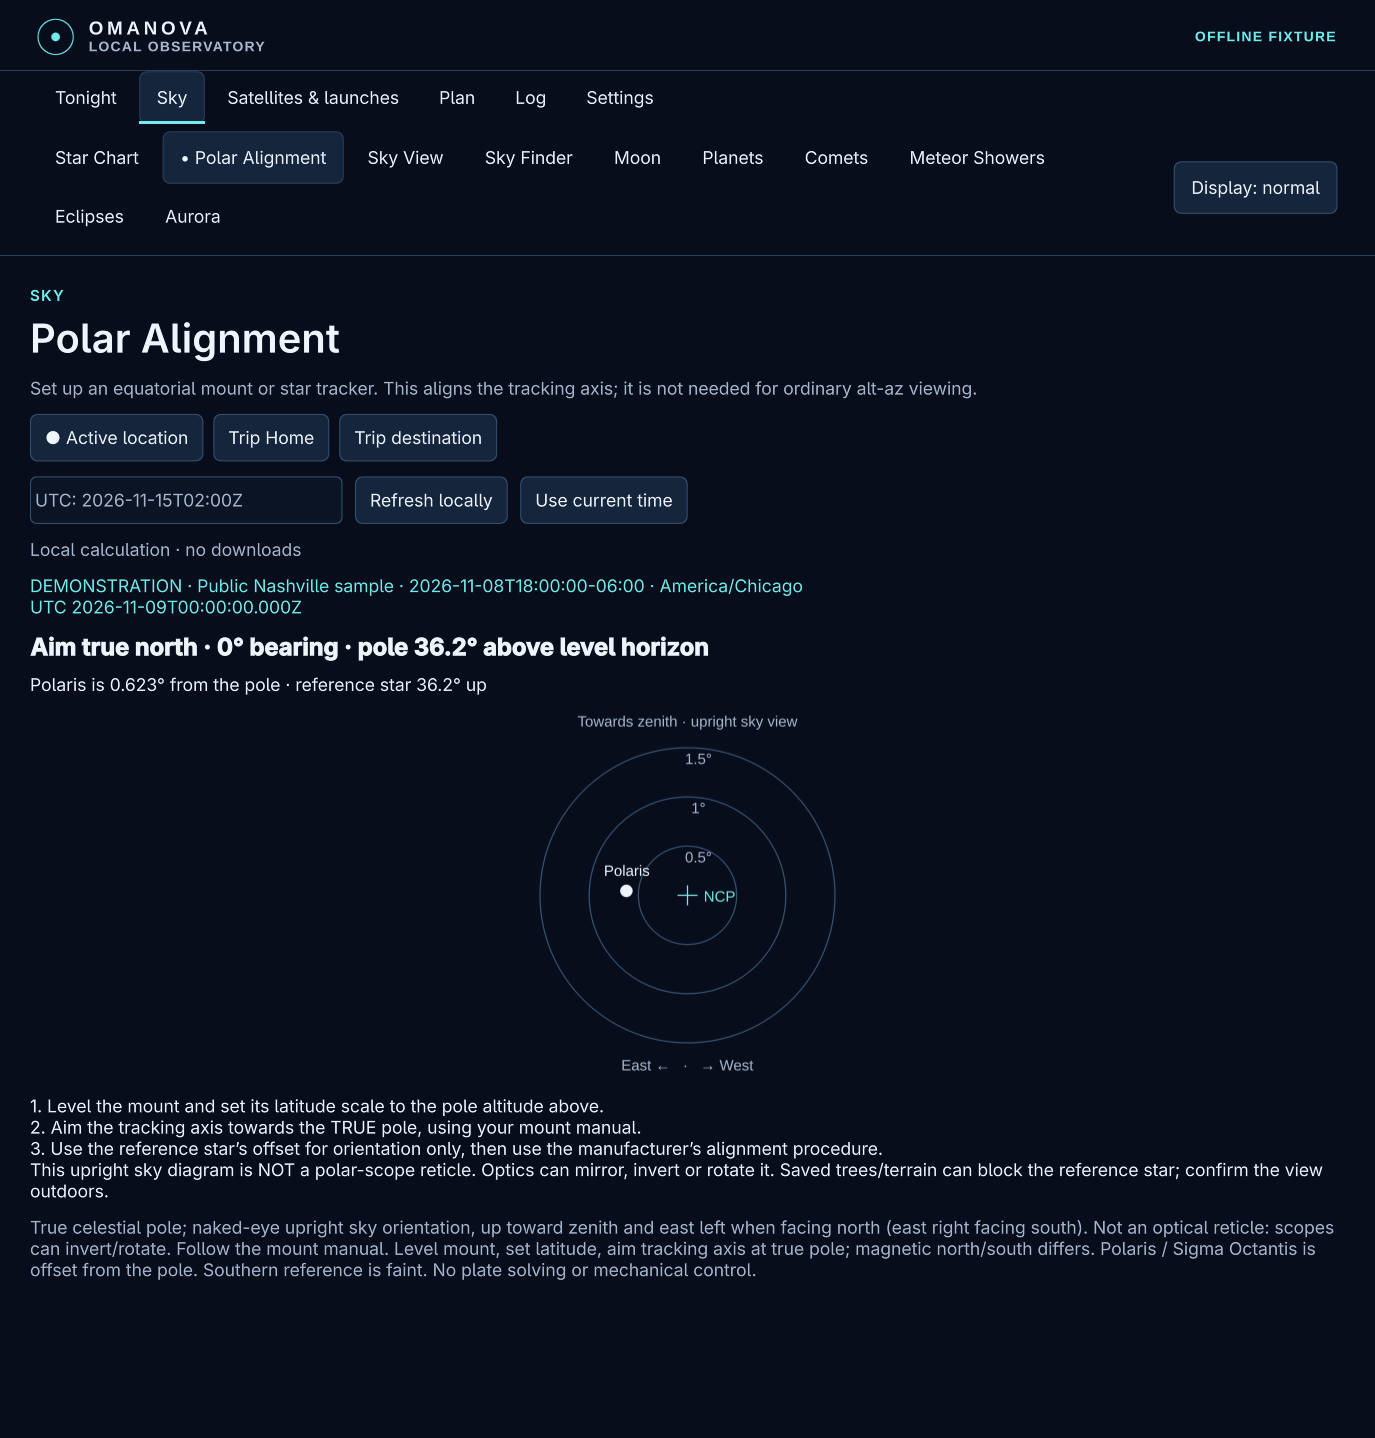 OMANOVA
LOCAL OBSERVATORY
OFFLINE FIXTURE
Tonight
Sky
Satellites & launches
Plan
Log
Settings
Star Chart
• Polar Alignment
Sky View
Sky Finder
Moon
Planets
Comets
Meteor Showers
Eclipses
Aurora
Display: normal
SKY
Polar Alignment
Set up an equatorial mount or star tracker. This aligns the tracking axis; it is not needed for ordinary alt-az viewing.
● Active location
Trip Home
Trip destination
UTC: 2026-11-15T02:00Z
Refresh locally
Use current time
Local calculation · no downloads
DEMONSTRATION · Public Nashville sample · 2026-11-08T18:00:00-06:00 · America/Chicago
UTC 2026-11-09T00:00:00.000Z
Aim true north · 0° bearing · pole 36.2° above level horizon
Polaris is 0.623° from the pole · reference star 36.2° up
Towards zenith · upright sky view
1.5°
1°
0.5°
Polaris
NCP
East ← · → West
1. Level the mount and set its latitude scale to the pole altitude above.
2. Aim the tracking axis towards the TRUE pole, using your mount manual.
3. Use the reference star’s offset for orientation only, then use the manufacturer’s alignment procedure.
This upright sky diagram is NOT a polar-scope reticle. Optics can mirror, invert or rotate it. Saved trees/terrain can block the reference star; confirm the view
outdoors.
True celestial pole; naked-eye upright sky orientation, up toward zenith and east left when facing north (east right facing south). Not an optical reticle: scopes
can invert/rotate. Follow the mount manual. Level mount, set latitude, aim tracking axis at true pole; magnetic north/south differs. Polaris / Sigma Octantis is
offset from the pole. Southern reference is faint. No plate solving or mechanical control.